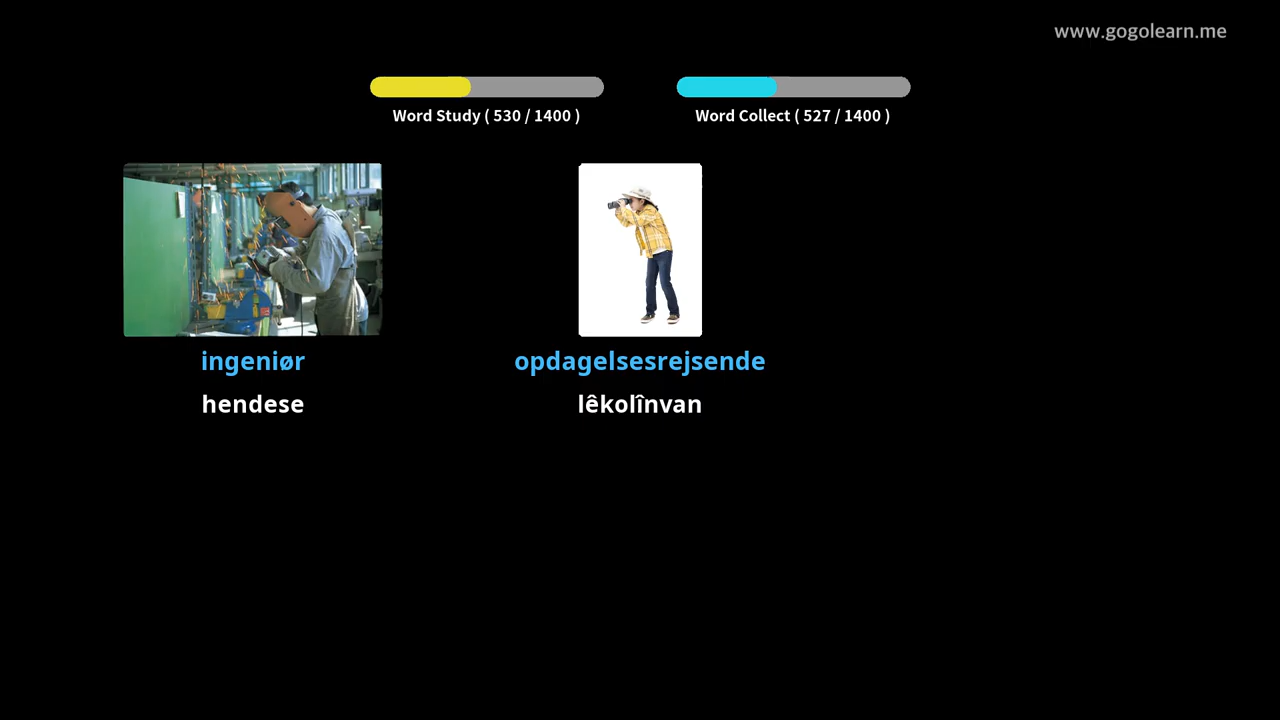 www.gogolearn.me
Word Study ( 530 / 1400 )
Word Collect ( 527 / 1400 )
ingeniør
hendese
opdagelsesrejsende
lêkolînvan